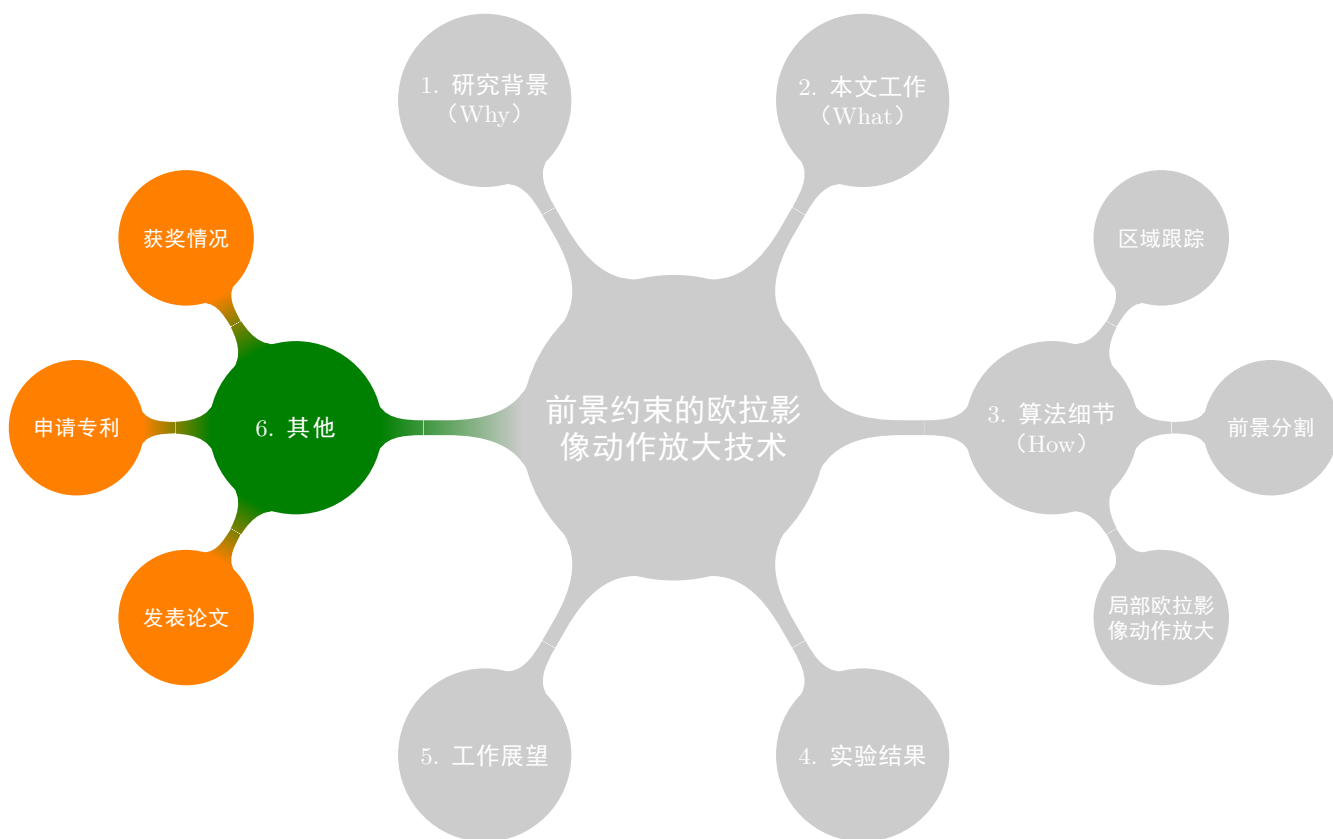 1. 研究背景
（Why）
2. 本文工作
（What）
获奖情况
区域跟踪
前景约束的欧拉影
像动作放大技术
申请专利
6. 其他
3. 算法细节
（How）
前景分割
发表论文
局部欧拉影
像动作放大
5. 工作展望
4. 实验结果